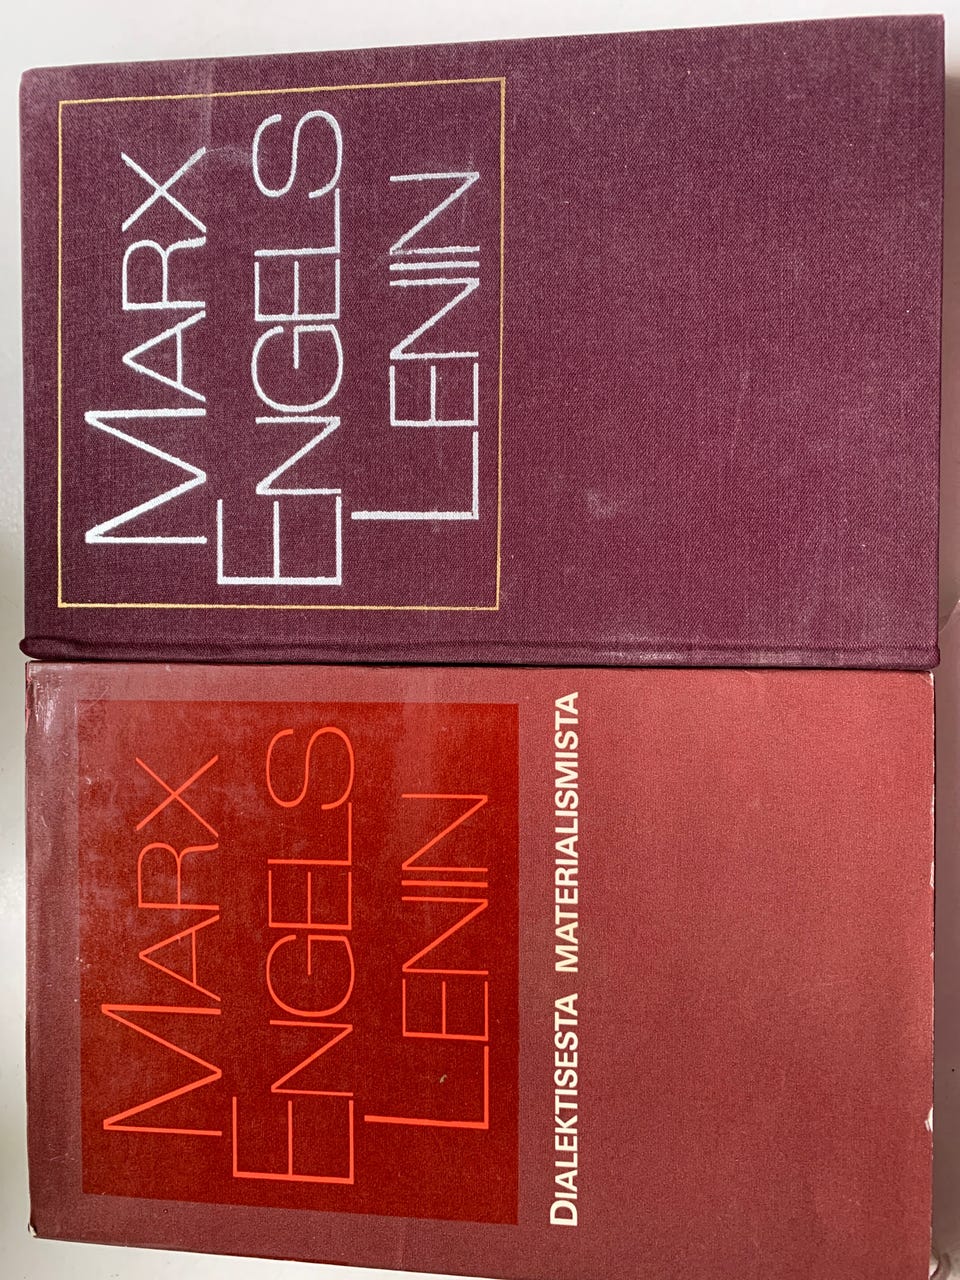 MARX
ENGELS
LENIN
MARX
ENGELS
LENIN
DIALEKTISESTA MATERIALISMISTA